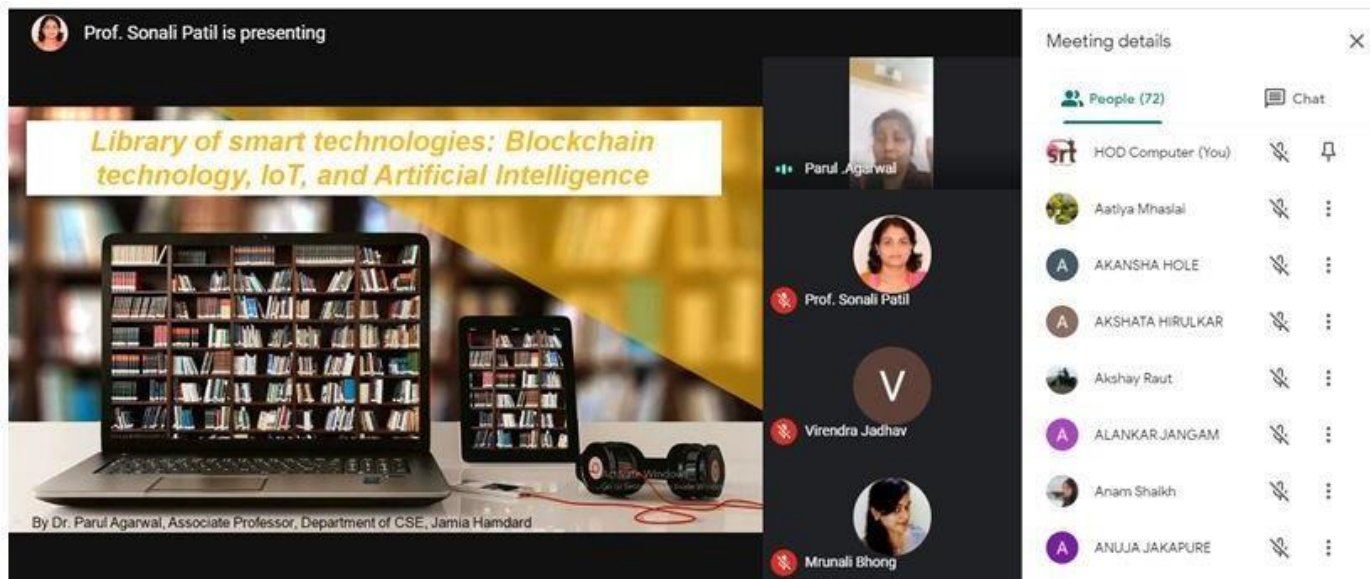 Prof. Sonali Patil is presenting
Library of smart technologies: Blockchain
technology, IoT, and Artificial Intelligence
By Dr. Parul Agarwal, Associate Professor, Department of CSE, Jamia Hamdard
Activate Windows
Parul .Agarwal
Prof. Sonali Patil
V
Virendra Jadhav
Mrunali Bhong
Meeting details
People (72)
Chat
srt
HOD Computer (You)
Aatiya Mhaslai
A
AKANSHA HOLE
A
AKSHATA HIRULKAR
Akshay Raut
A
ALANKAR JANGAM
Anam Shaikh
A
ANUJA JAKAPURE